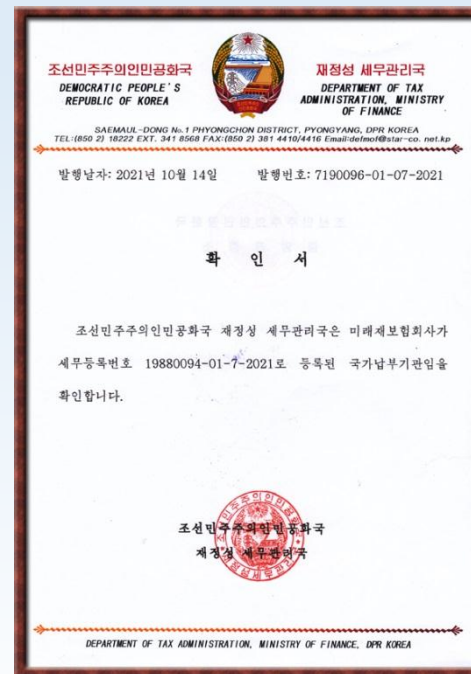 조선민주주의인민공화국
DEMOCRATIC PEOPLE'S
REPUBLIC OF KOREA
재정성 세무관리국
DEPARTMENT OF TAX
ADMINISTRATION, MINISTRY
OF FINANCE
SAEMAUL-DONG No.1 PHYONGCHON DISTRICT, PYONGYANG, DPR KOREA
TEL:(850 2) 18222 EXT. 341 8568 FAX:(850 2) 381 4410/4416 Email:defmof@star-co.net.kp
발행날자: 2021년 10월 14일 발행번호: 7190096-01-07-2021
확 인 서
조선민주주의인민공화국 재정성 세무관리국은 미래재보험회사가
세무등록번호 19880094-01-7-2021로 등록된 국가납부기관임을
확인합니다.
조선민주주의인민공화국
재정성 세무관리국
DEPARTMENT OF TAX ADMINISTRATION, MINISTRY OF FINANCE, DPR KOREA